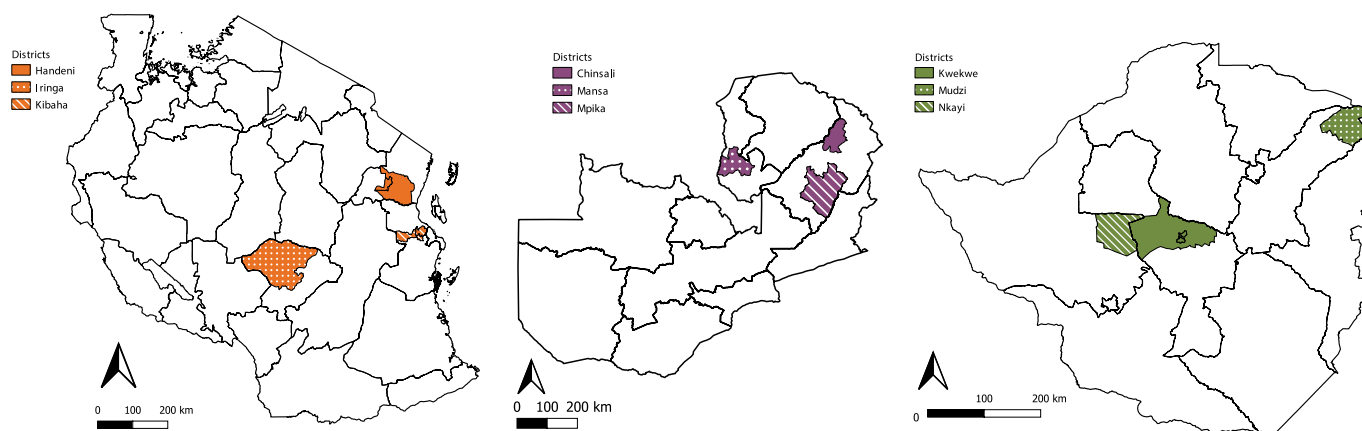 Districts
Handeni
Iringa
Kibaha
0 100 200 km
Districts
Chinsali
Mansa
Mpika
0 100 200 km
Districts
Kwekwe
Mudzi
Nkayi
0 100 200 km